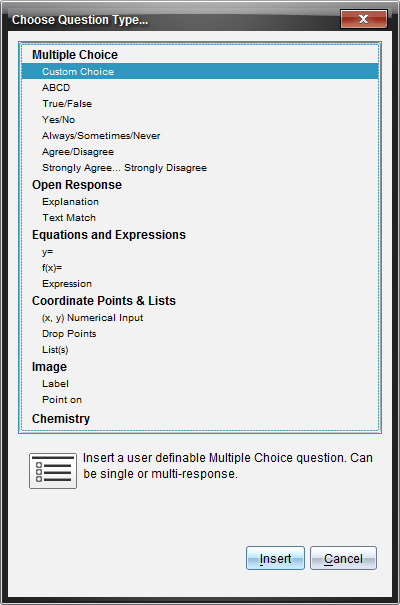 Choose Question Type...
X
Multiple Choice
Custom Choice
ABCD
True/False
Yes/No
Always/Sometimes/Never
Agree/Disagree
Strongly Agree... Strongly Disagree
Open Response
Explanation
Text Match
Equations and Expressions
y=
f(x)=
Expression
Coordinate Points & Lists
(x, y) Numerical Input
Drop Points
List(s)
Image
Label
Point on
Chemistry
Insert a user definable Multiple Choice question. Can
be single or multi-response.
Insert Cancel